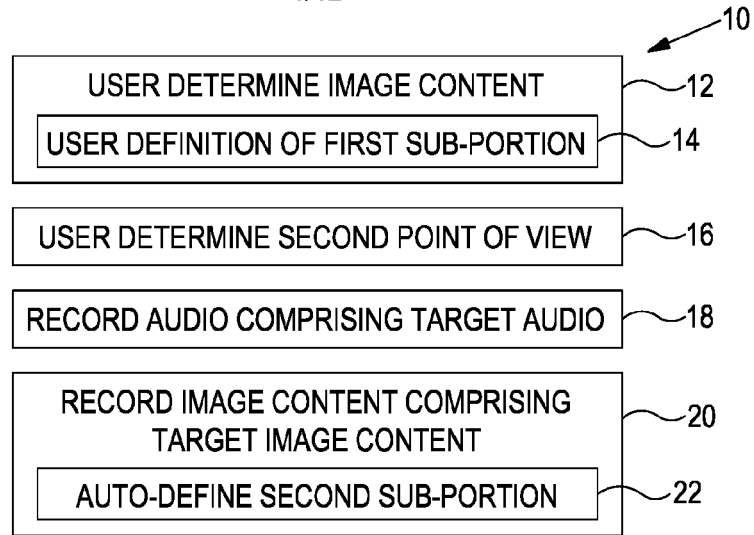 10
USER DETERMINE IMAGE CONTENT
12
USER DEFINITION OF FIRST SUB-PORTION
14
USER DETERMINE SECOND POINT OF VIEW
16
RECORD AUDIO COMPRISING TARGET AUDIO
18
RECORD IMAGE CONTENT COMPRISING
TARGET IMAGE CONTENT
20
AUTO-DEFINE SECOND SUB-PORTION
22